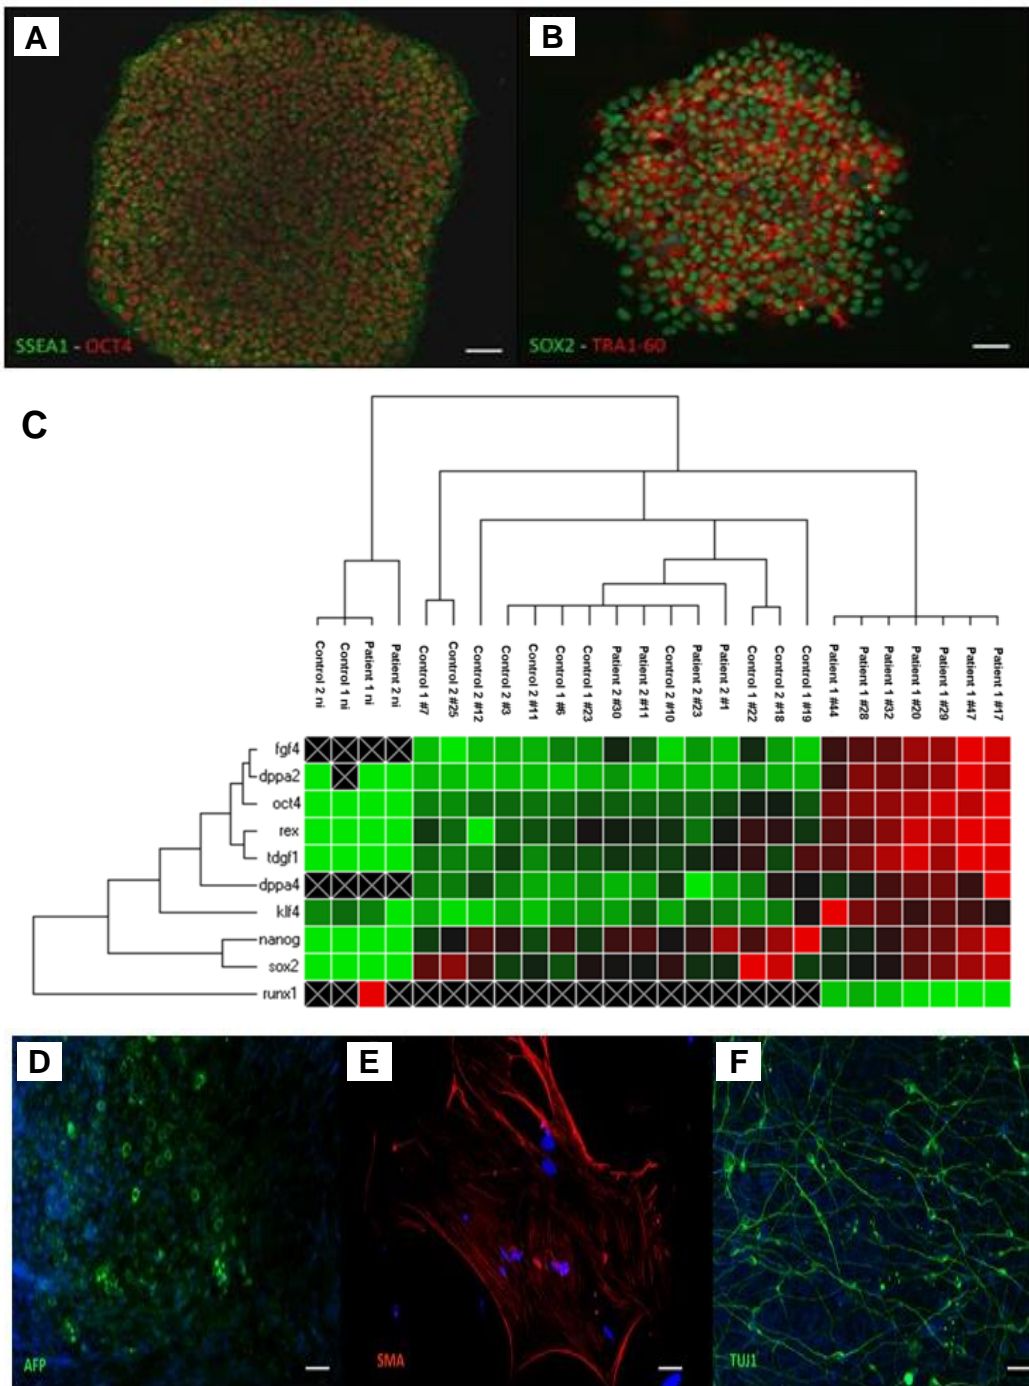 A
B
SSEA1 - OCT4
SOX2 - TRA1-60
C
Control 2 ni
Control 1 ni
Patient 1 ni
Patient 2 ni
Control 1 #7
Control 2 #25
Control 2 #12
Control 2 #3
Control 2 #11
Control 1 #6
Control 1 #23
Patient 2 #30
Patient 2 #11
Control 2 #10
Patient 2 #23
Patient 2 #1
Control 1 #22
Control 2 #18
Control 1 #19
Patient 1 #44
Patient 1 #28
Patient 1 #32
Patient 1 #20
Patient 1 #29
Patient 1 #47
Patient 1 #17
fgf4
dppa2
oct4
rex
tdgf1
dppa4
klf4
nanog
sox2
runx1
D
E
F
AFP
SMA
TUJ1